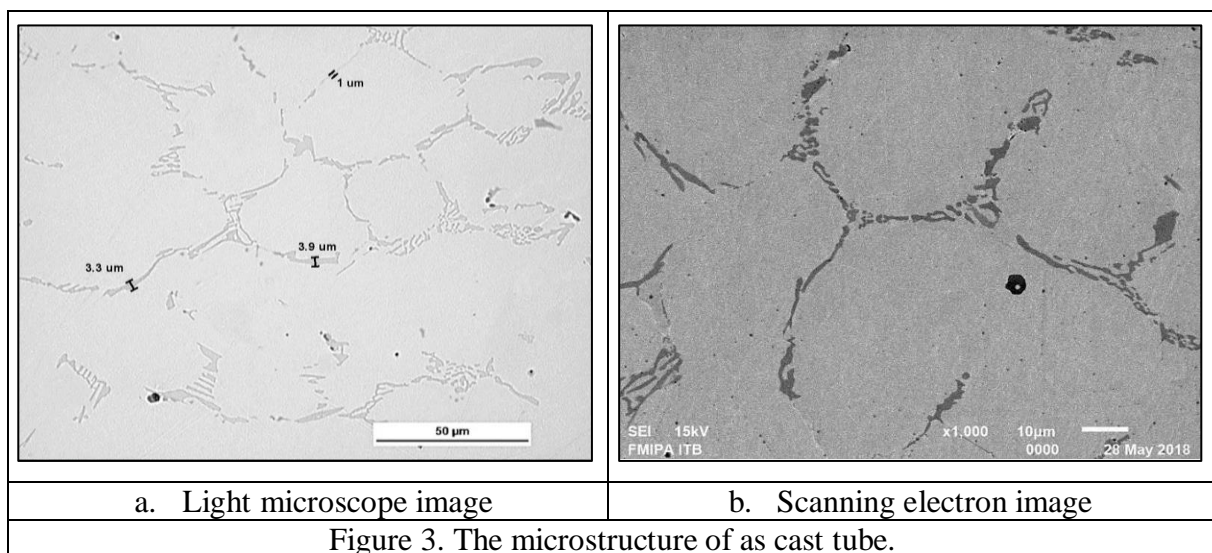 1 um
3.9 um
3.3 um
50 µm
SEI 15kV x1,000 10µm
FMIPA ITB 0000 28 May 2018
a. Light microscope image
b. Scanning electron image
Figure 3. The microstructure of as cast tube.